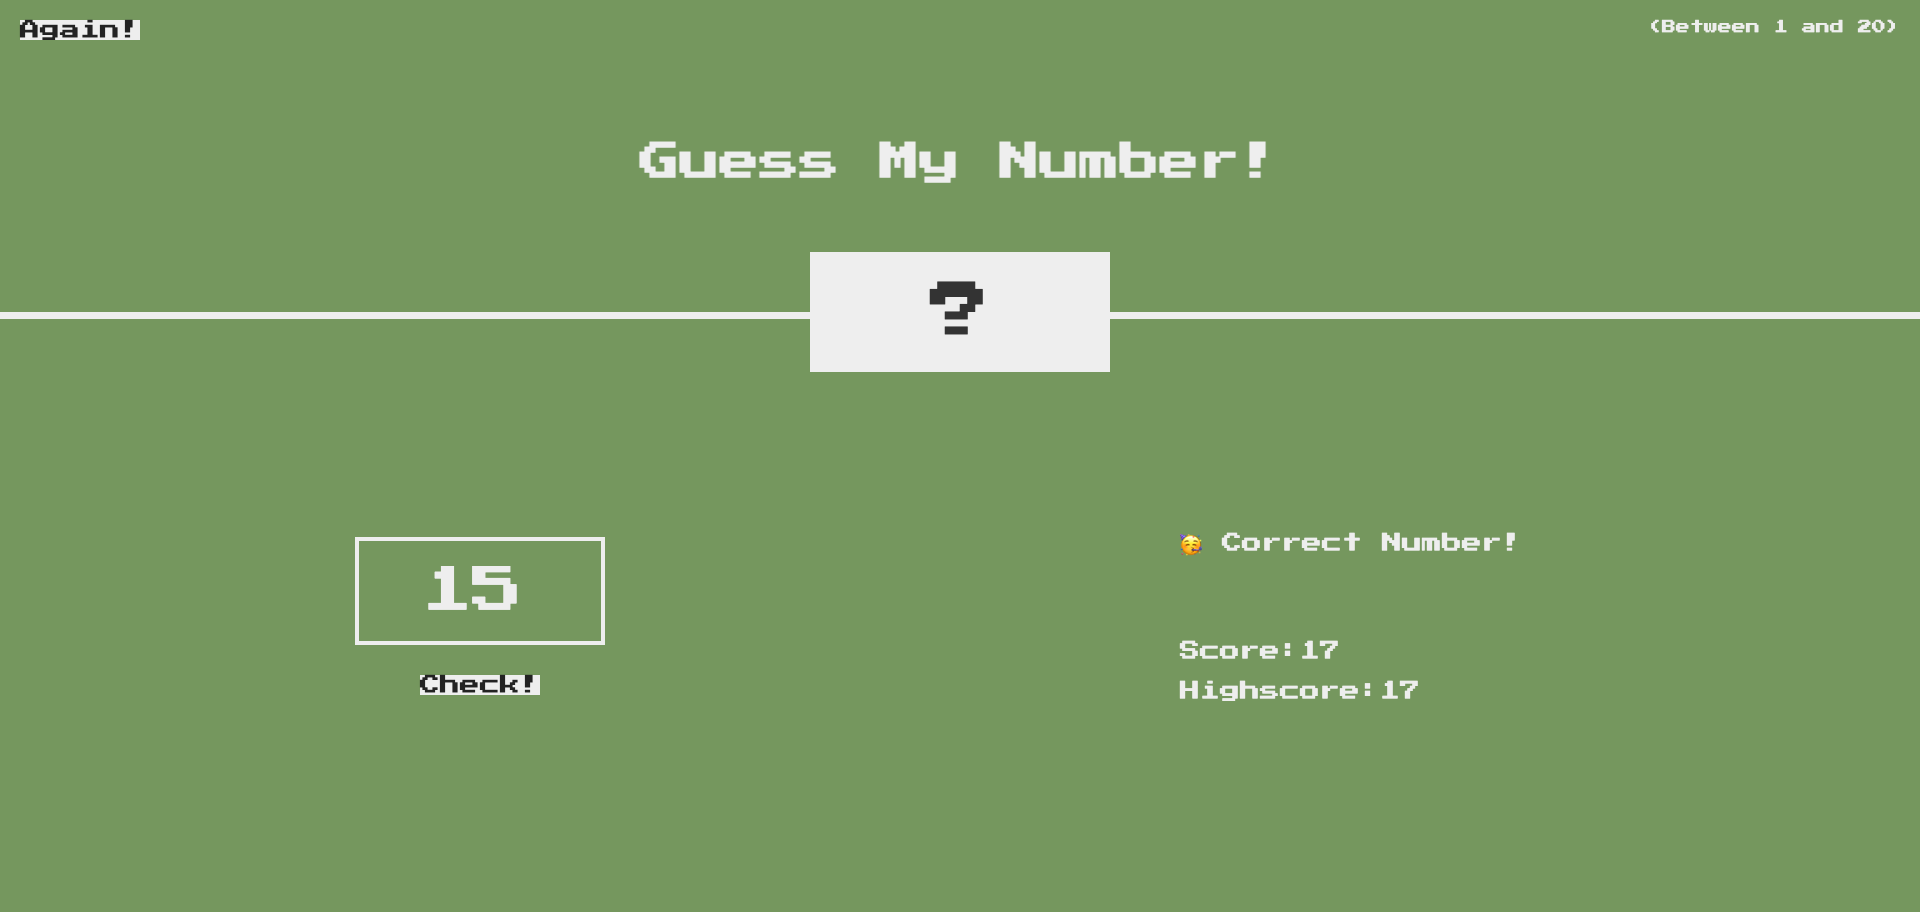 Again!
(Between 1 and 20)
Guess My Number!
?
15
Check!
🥳 Correct Number!
Score:17
Highscore:17